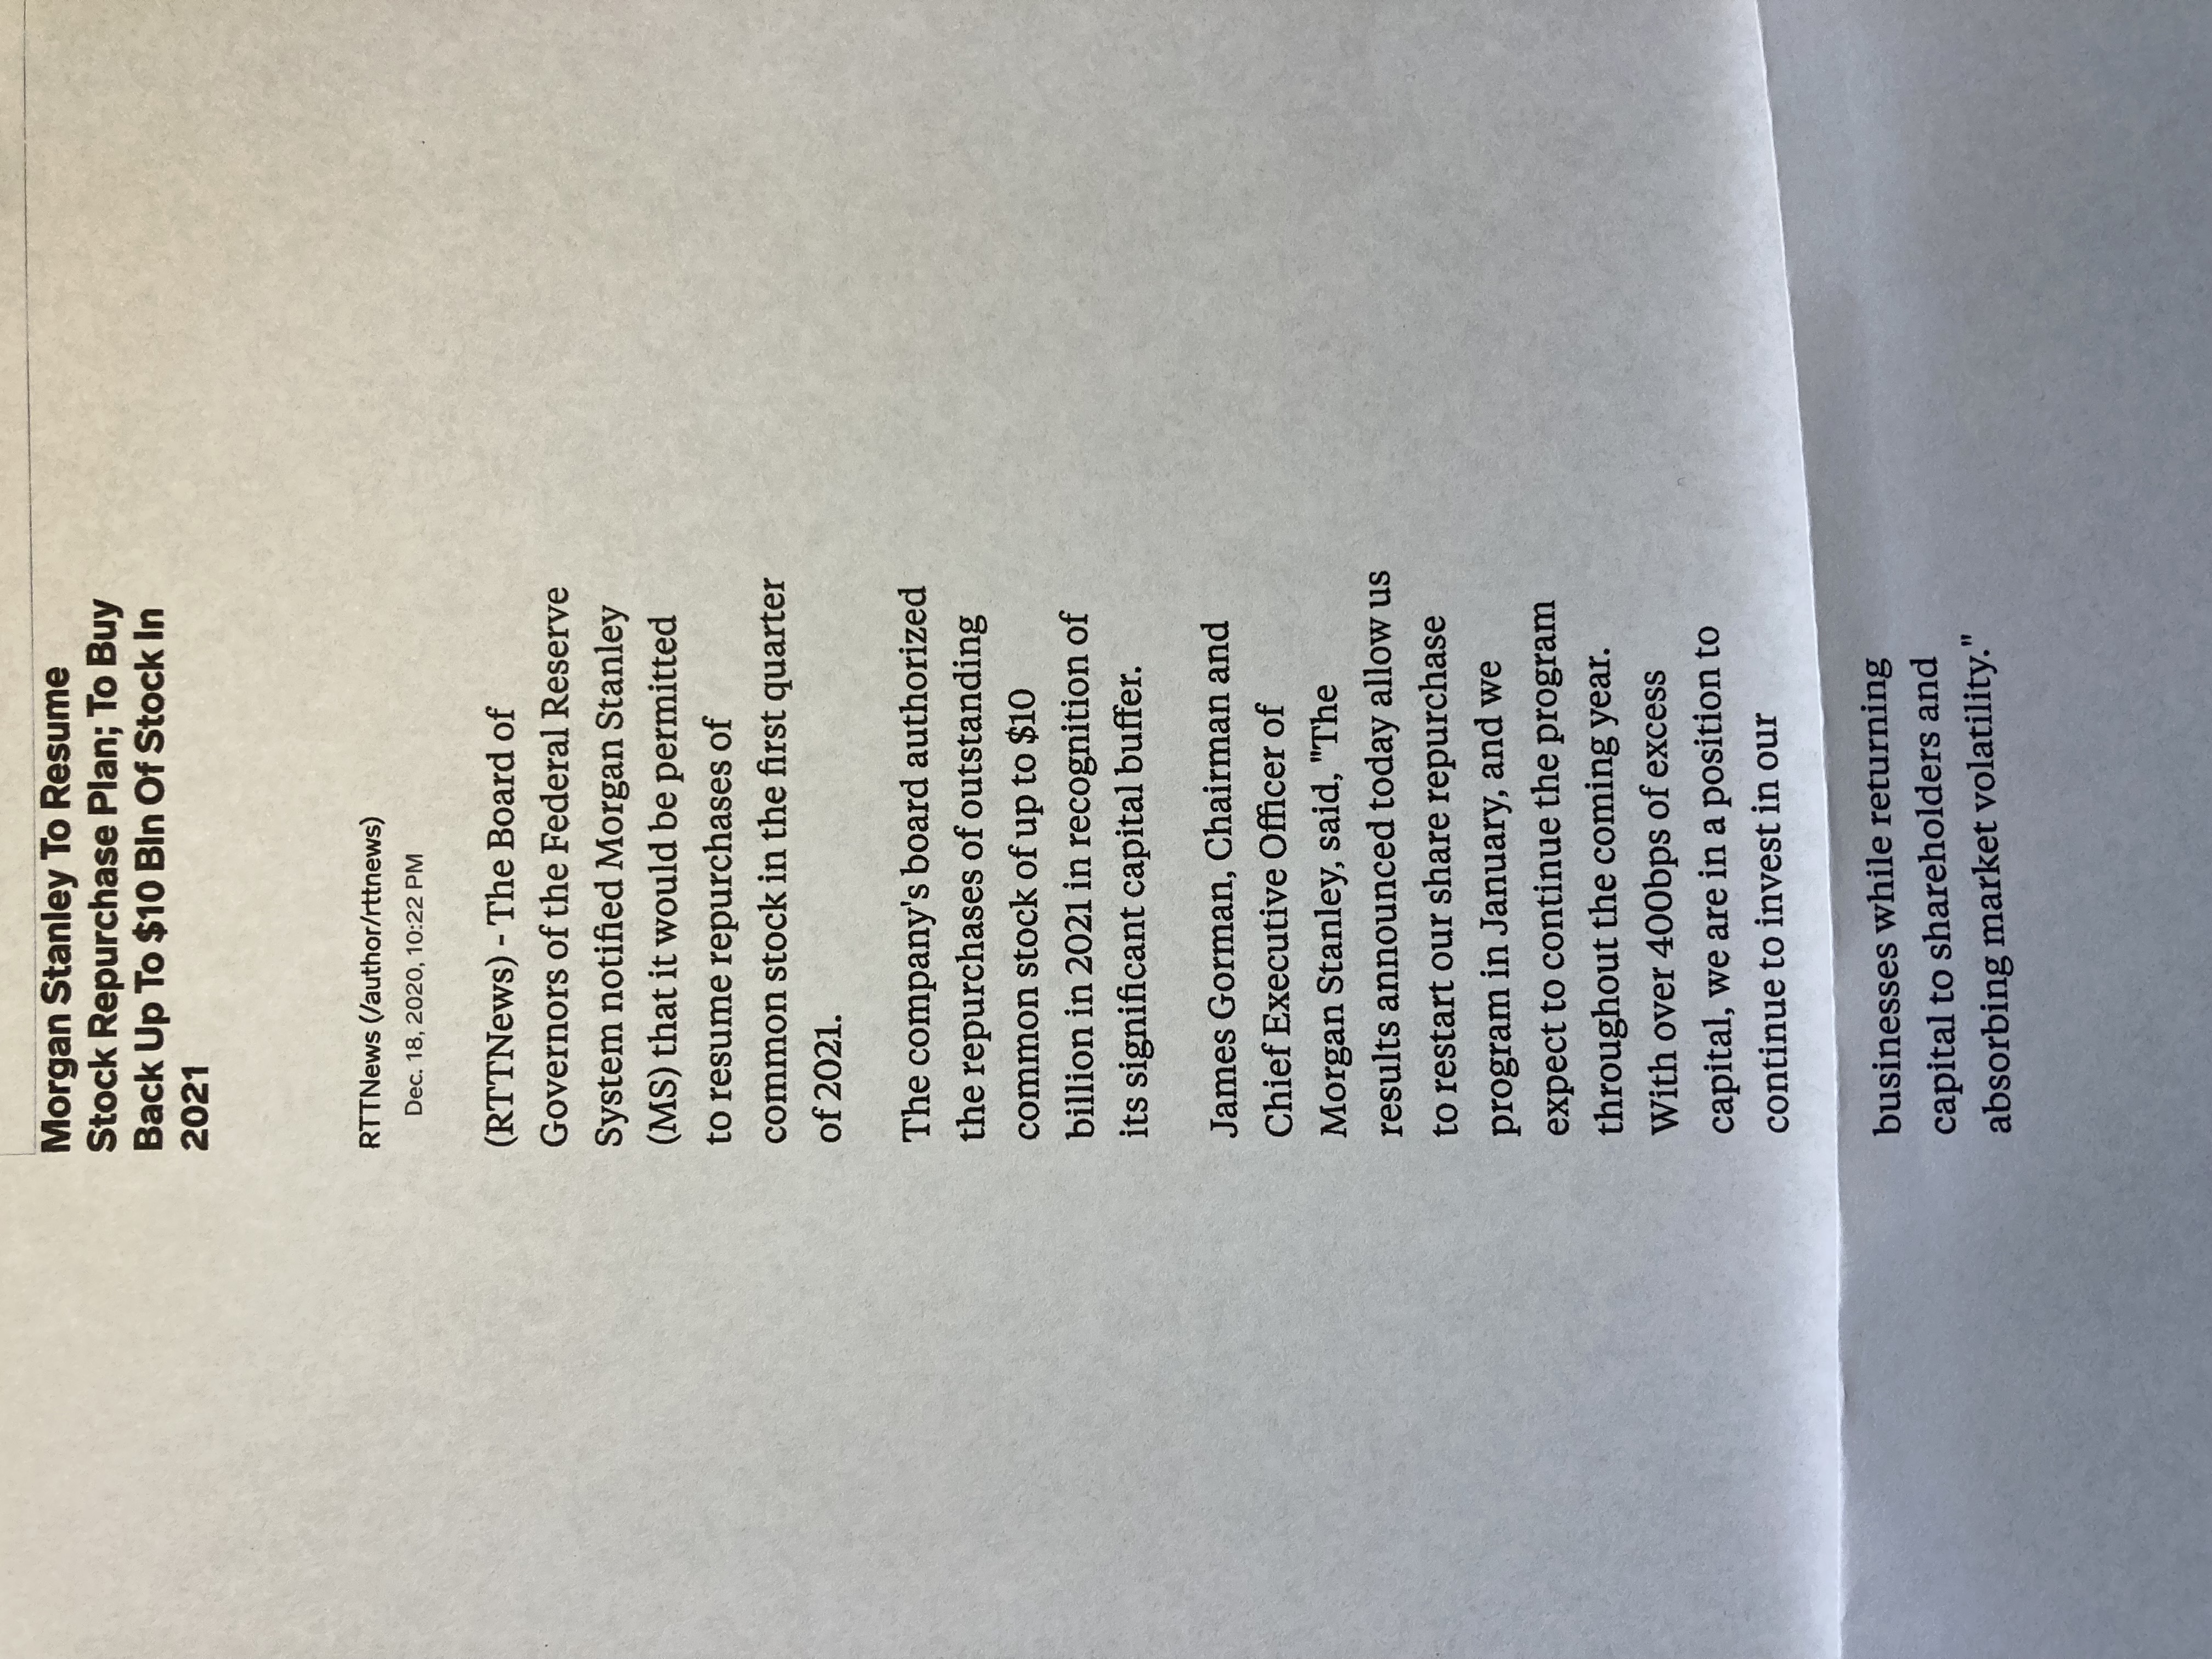 Morgan Stanley To Resume
Stock Repurchase Plan; To Buy
Back Up To $10 Bln Of Stock In
2021
RTTNews (/author/rttnews)
Dec. 18, 2020, 10:22 PM
(RTTNews) - The Board of
Governors of the Federal Reserve
System notified Morgan Stanley
(MS) that it would be permitted
to resume repurchases of
common stock in the first quarter
of 2021.
The company's board authorized
the repurchases of outstanding
common stock of up to $10
billion in 2021 in recognition of
its significant capital buffer.
James Gorman, Chairman and
Chief Executive Officer of
Morgan Stanley, said, "The
results announced today allow us
to restart our share repurchase
program in January, and we
expect to continue the program
throughout the coming year.
With over 400bps of excess
capital, we are in a position to
continue to invest in our
businesses while returning
capital to shareholders and
absorbing market volatility."